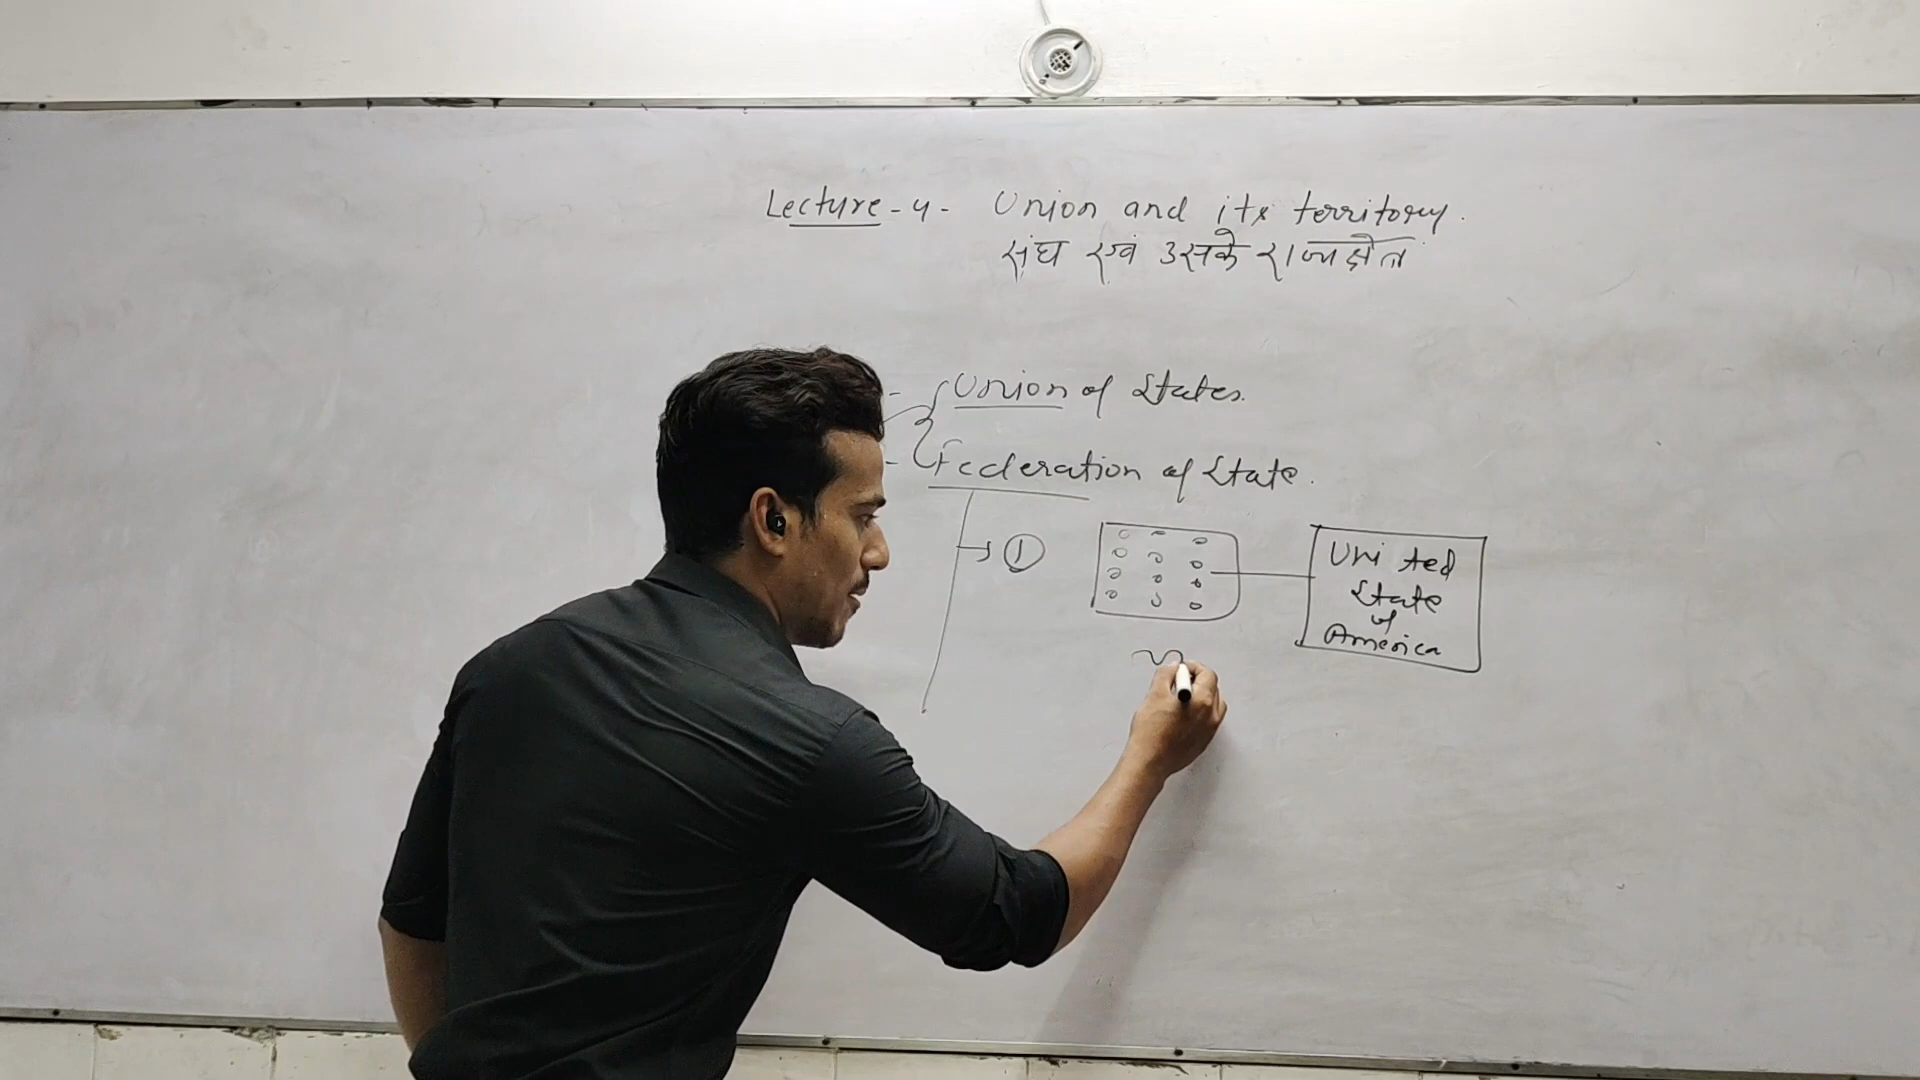 Lecture-4- Union and its territory.
संघ एवं उसके राज्यक्षेत्र
- Union of States.
- Federation of State.
→ 1
United
State
of
America